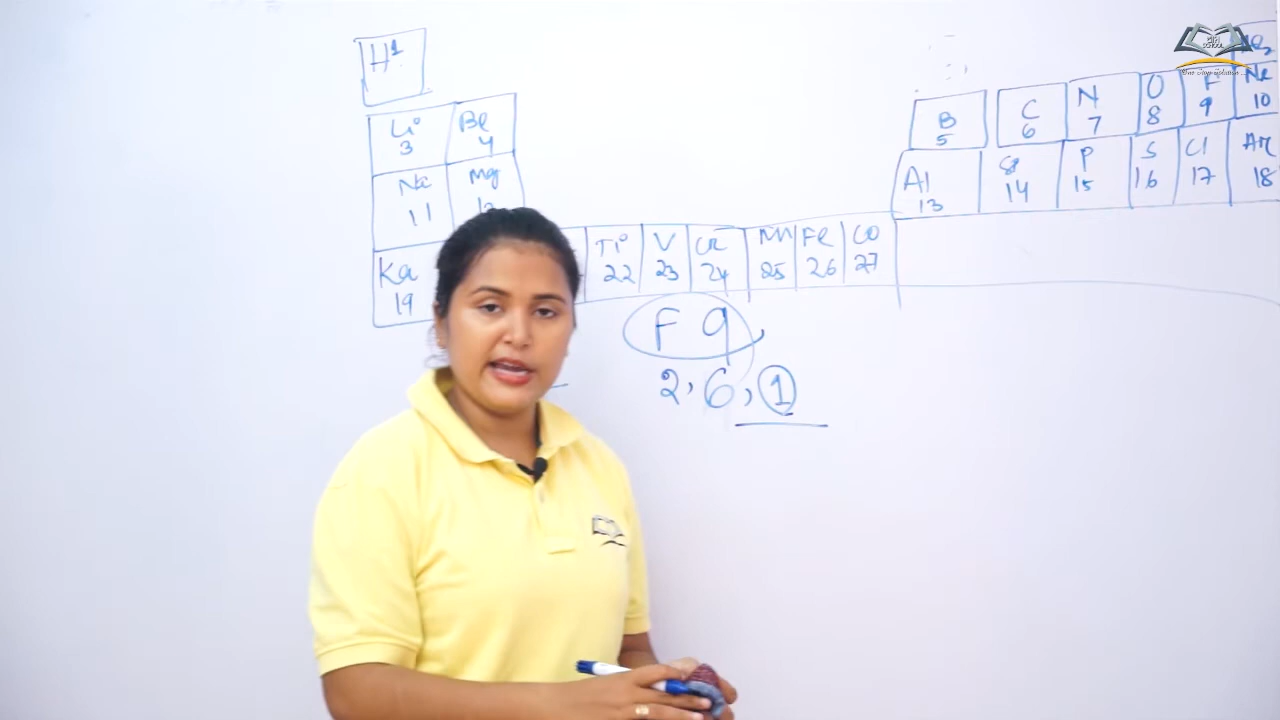 H1
Li Be B C N O F Ne
3 4 5 6 7 8 9 10
Na Mg Al Si P S Cl Ar
11 13 14 15 16 17 18
Ka Ti V Cr Mn Fe Co
19 22 23 24 25 26 27
F 9
2, 6, 1